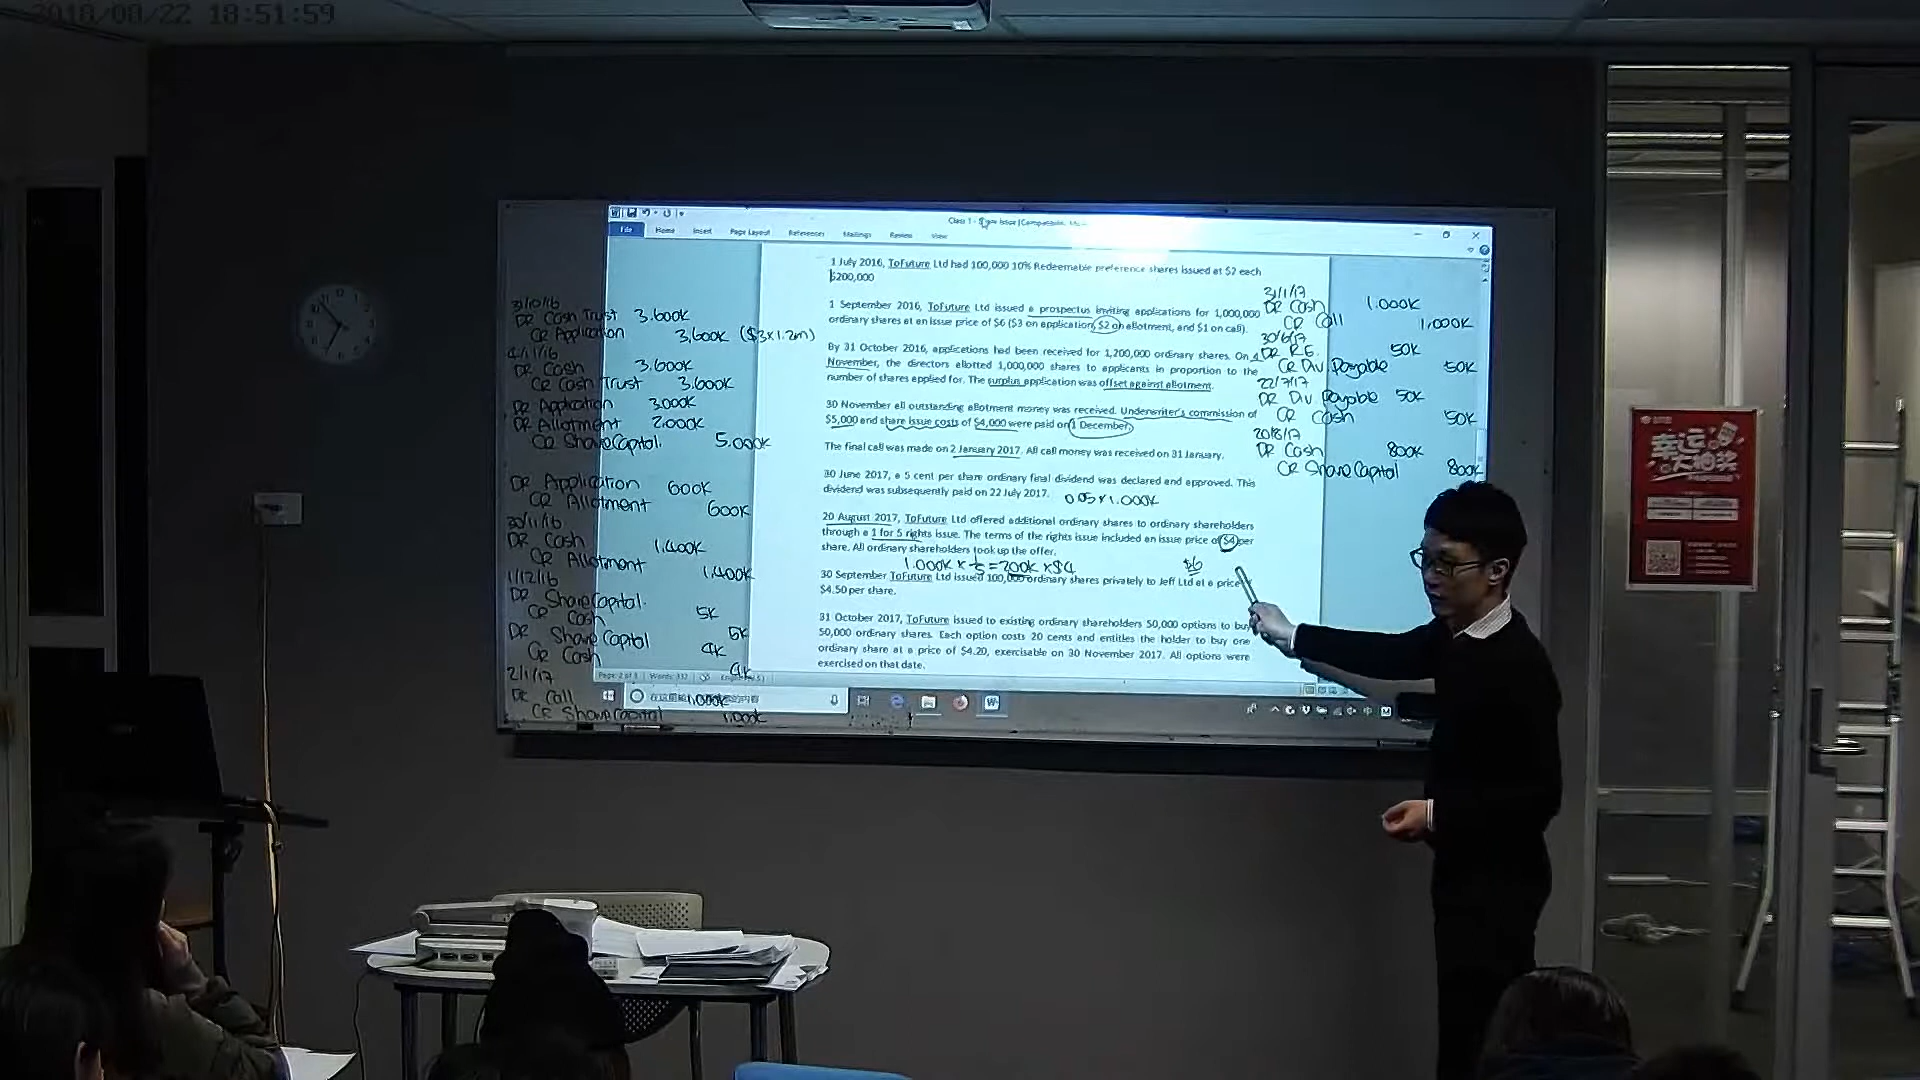 2018/08/22 18:51:59
File Home Insert Page Layout References Mailings Review View
1 July 2016, ToFuture Ltd had 100,000 10% Redeemable preference shares issued at $2 each
$200,000
1 September 2016, ToFuture Ltd issued a prospectus inviting applications for 1,000,000
ordinary shares at an issue price of $6 ($3 on application, $2 on allotment, and $1 on call).
By 31 October 2016, applications had been received for 1,200,000 ordinary shares. On 4
November, the directors allotted 1,000,000 shares to applicants in proportion to the
number of shares applied for. The surplus application was offset against allotment.
30 November all outstanding allotment money was received. Underwriter's commission of
$5,000 and share issue costs of $4,000 were paid on 1 December.
The final call was made on 2 January 2017. All call money was received on 31 January.
30 June 2017, a 5 cent per share ordinary final dividend was declared and approved. This
dividend was subsequently paid on 22 July 2017.
0.05 x 1.000K
20 August 2017, ToFuture Ltd offered additional ordinary shares to ordinary shareholders
through a 1 for 5 rights issue. The terms of the rights issue included an issue price of $4 per
share. All ordinary shareholders took up the offer.
1.000K x 1/5 = 200K x $4
$6
30 September ToFuture Ltd issued 100,000 ordinary shares privately to Jeff Ltd at a price
$4.50 per share.
31 October 2017, ToFuture issued to existing ordinary shareholders 50,000 options to buy
50,000 ordinary shares. Each option costs 20 cents and entitles the holder to buy one
ordinary share at a price of $4.20, exercisable on 30 November 2017. All options were
exercised on that date.
31/10/16
DR Cash Trust 3.600K
CR Application 3,600K ($3x1.2m)
4/11/16
DR Cash 3.600K
CR Cash Trust 3.600K
DR Application 3.000K
DR Allotment 2.000K
CR Share Capital 5.000K
DR Application 600K
CR Allotment 600K
30/11/16
DR Cash 1.400K
CR Allotment 1.400K
1/12/16
DR Share Capital
CR Cash 5K
5K
DR Share Capital 4K
CR Cash 4K
2/1/17
DR Call 1.000K
CR Share Capital 1.000K
31/1/17
DR Cash 1.000K
CR Call 1,000K
30/6/17
DR R.E. 50K
CR Div. Payable 50K
22/7/17
DR Div Payable 50K
CR Cash 50K
20/8/17
DR Cash 800K
CR Share Capital 800K
幸运
大抽奖